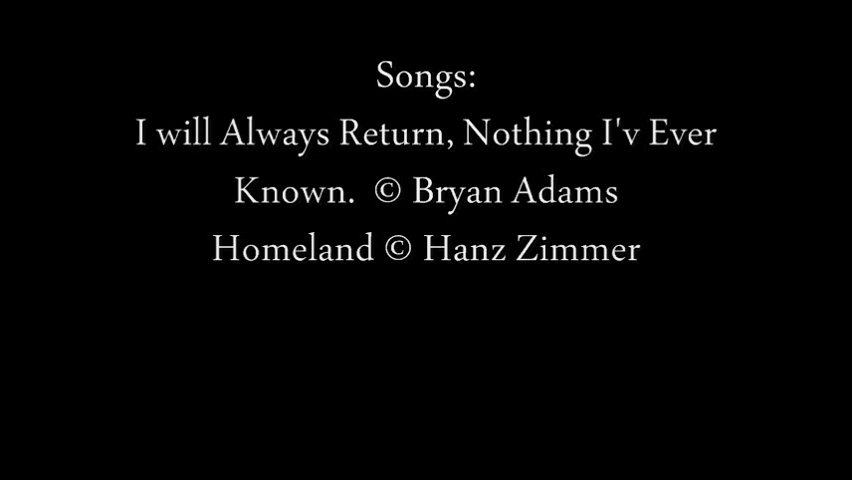 Songs:
I will Always Return, Nothing I'v Ever
Known.  © Bryan Adams
Homeland © Hanz Zimmer